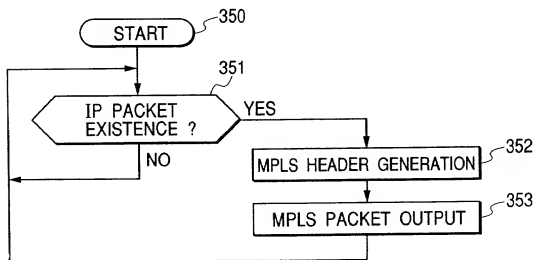 START
350
351
IP PACKET
EXISTENCE ?
YES
NO
MPLS HEADER GENERATION
352
MPLS PACKET OUTPUT
353